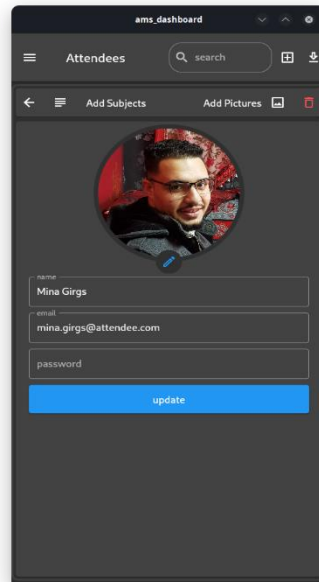 ams_dashboard
Attendees
search
Add Subjects
Add Pictures
name
Mina Girgs
email
mina.girgs@attendee.com
password
update